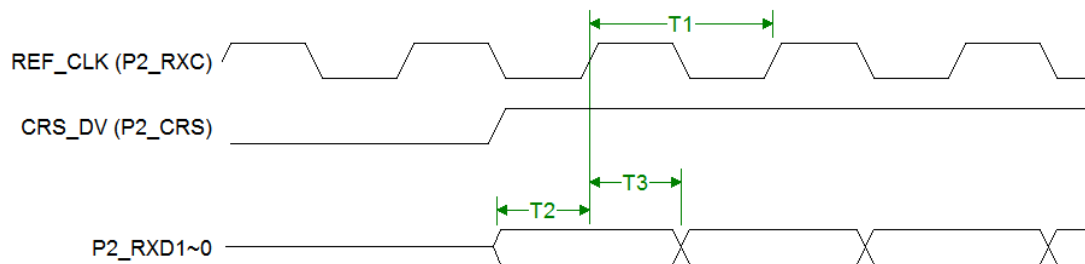 T1
REF_CLK (P2_RXC)
CRS_DV (P2_CRS)
T3
T2
P2_RXD1~0